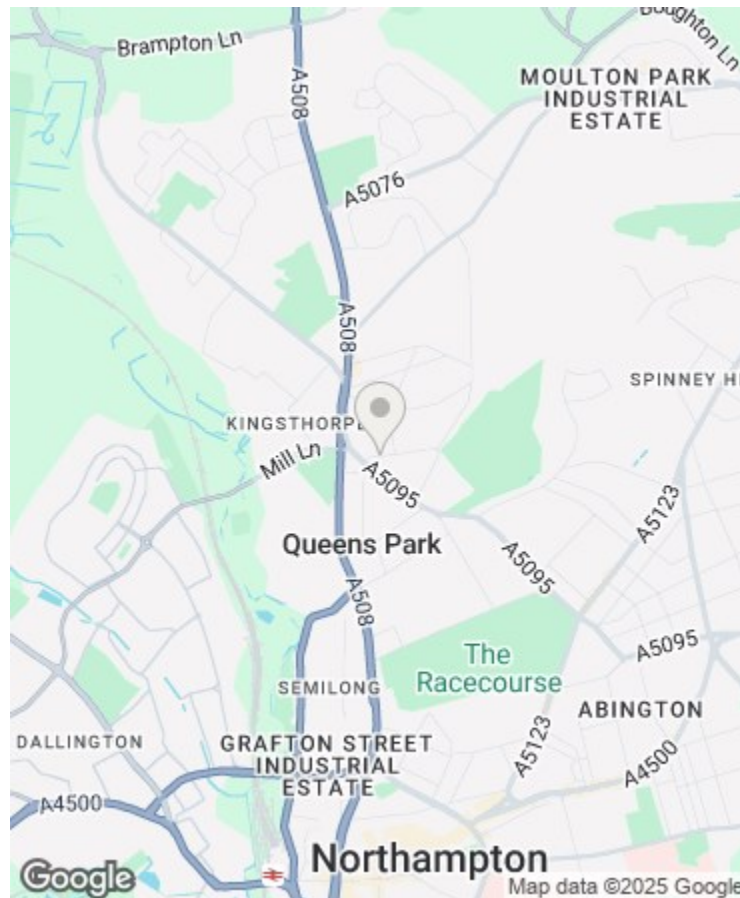 Brampton Ln
Boughton Ln
A508
MOULTON PARK
INDUSTRIAL
ESTATE
A5076
A508
SPINNEY HI
KINGSTHORPE
Mill Ln
A5095
A5123
Queens Park
A5095
A508
The
Racecourse
A5095
SEMILONG
ABINGTON
DALLINGTON
GRAFTON STREET
INDUSTRIAL
ESTATE
A5123
A4500
A4500
Northampton
Google
Map data ©2025 Google